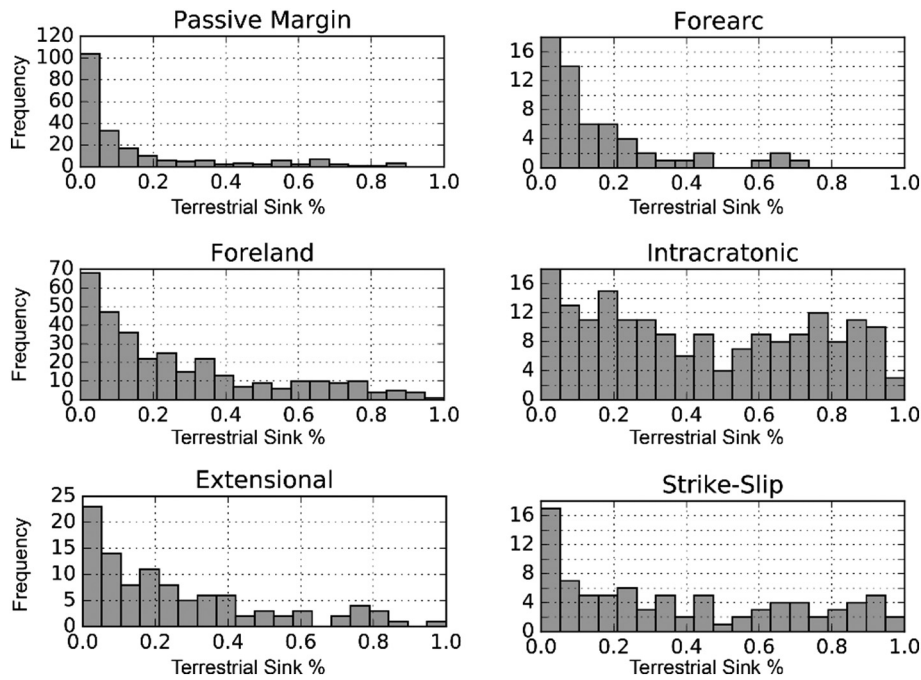 Passive Margin
Frequency
120
100
80
60
40
20
0
0.0 0.2 0.4 0.6 0.8 1.0
Terrestrial Sink %
Forearc
16
12
8
4
0
0.0 0.2 0.4 0.6 0.8 1.0
Terrestrial Sink %
Foreland
Frequency
70
60
50
40
30
20
10
0
0.0 0.2 0.4 0.6 0.8 1.0
Terrestrial Sink %
Intracratonic
16
12
8
4
0
0.0 0.2 0.4 0.6 0.8 1.0
Terrestrial Sink %
Extensional
Frequency
25
20
15
10
5
0
0.0 0.2 0.4 0.6 0.8 1.0
Terrestrial Sink %
Strike-Slip
16
12
8
4
0
0.0 0.2 0.4 0.6 0.8 1.0
Terrestrial Sink %